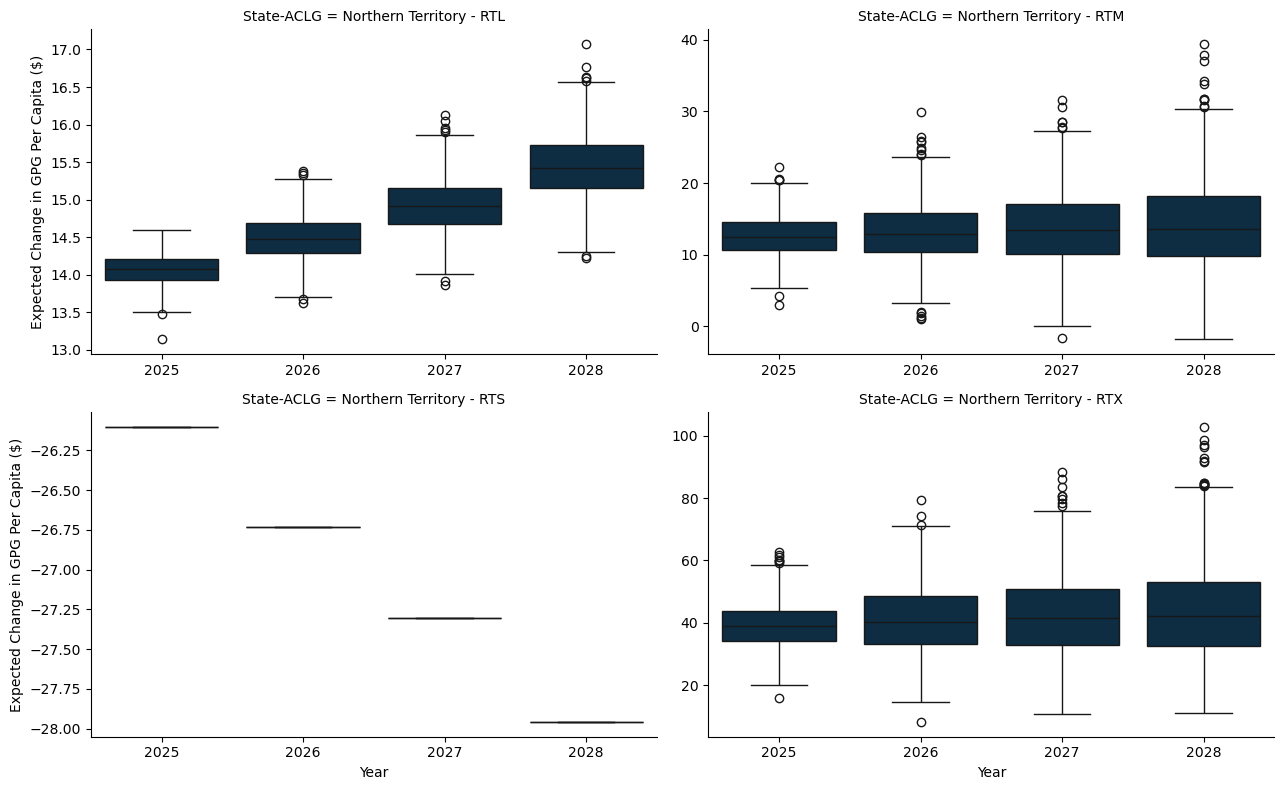 State-ACLG = Northern Territory - RTL
Expected Change in GPG Per Capita ($)
17.0
16.5
16.0
15.5
15.0
14.5
14.0
13.5
13.0
2025 2026 2027 2028
State-ACLG = Northern Territory - RTM
40
30
20
10
0
2025 2026 2027 2028
State-ACLG = Northern Territory - RTS
Expected Change in GPG Per Capita ($)
−26.25
−26.50
−26.75
−27.00
−27.25
−27.50
−27.75
−28.00
2025 2026 2027 2028
Year
State-ACLG = Northern Territory - RTX
100
80
60
40
20
2025 2026 2027 2028
Year